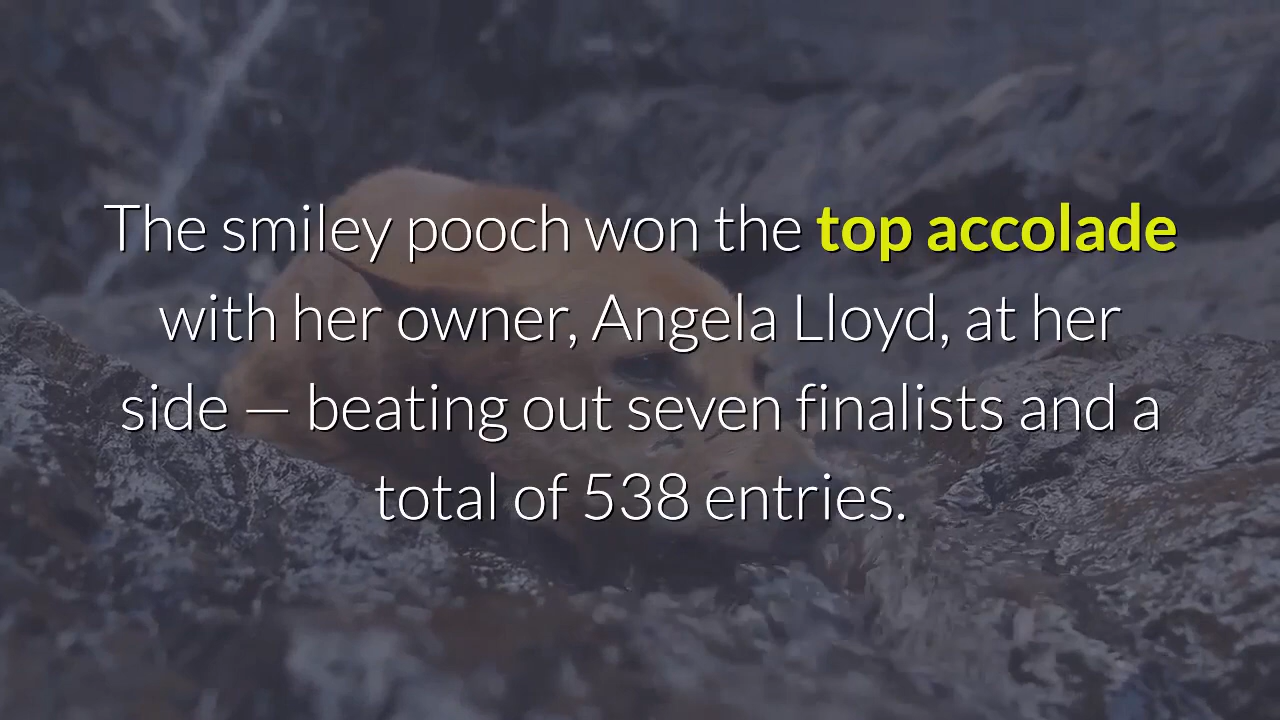 The smiley pooch won the top accolade
with her owner, Angela Lloyd, at her
side — beating out seven finalists and a
total of 538 entries.